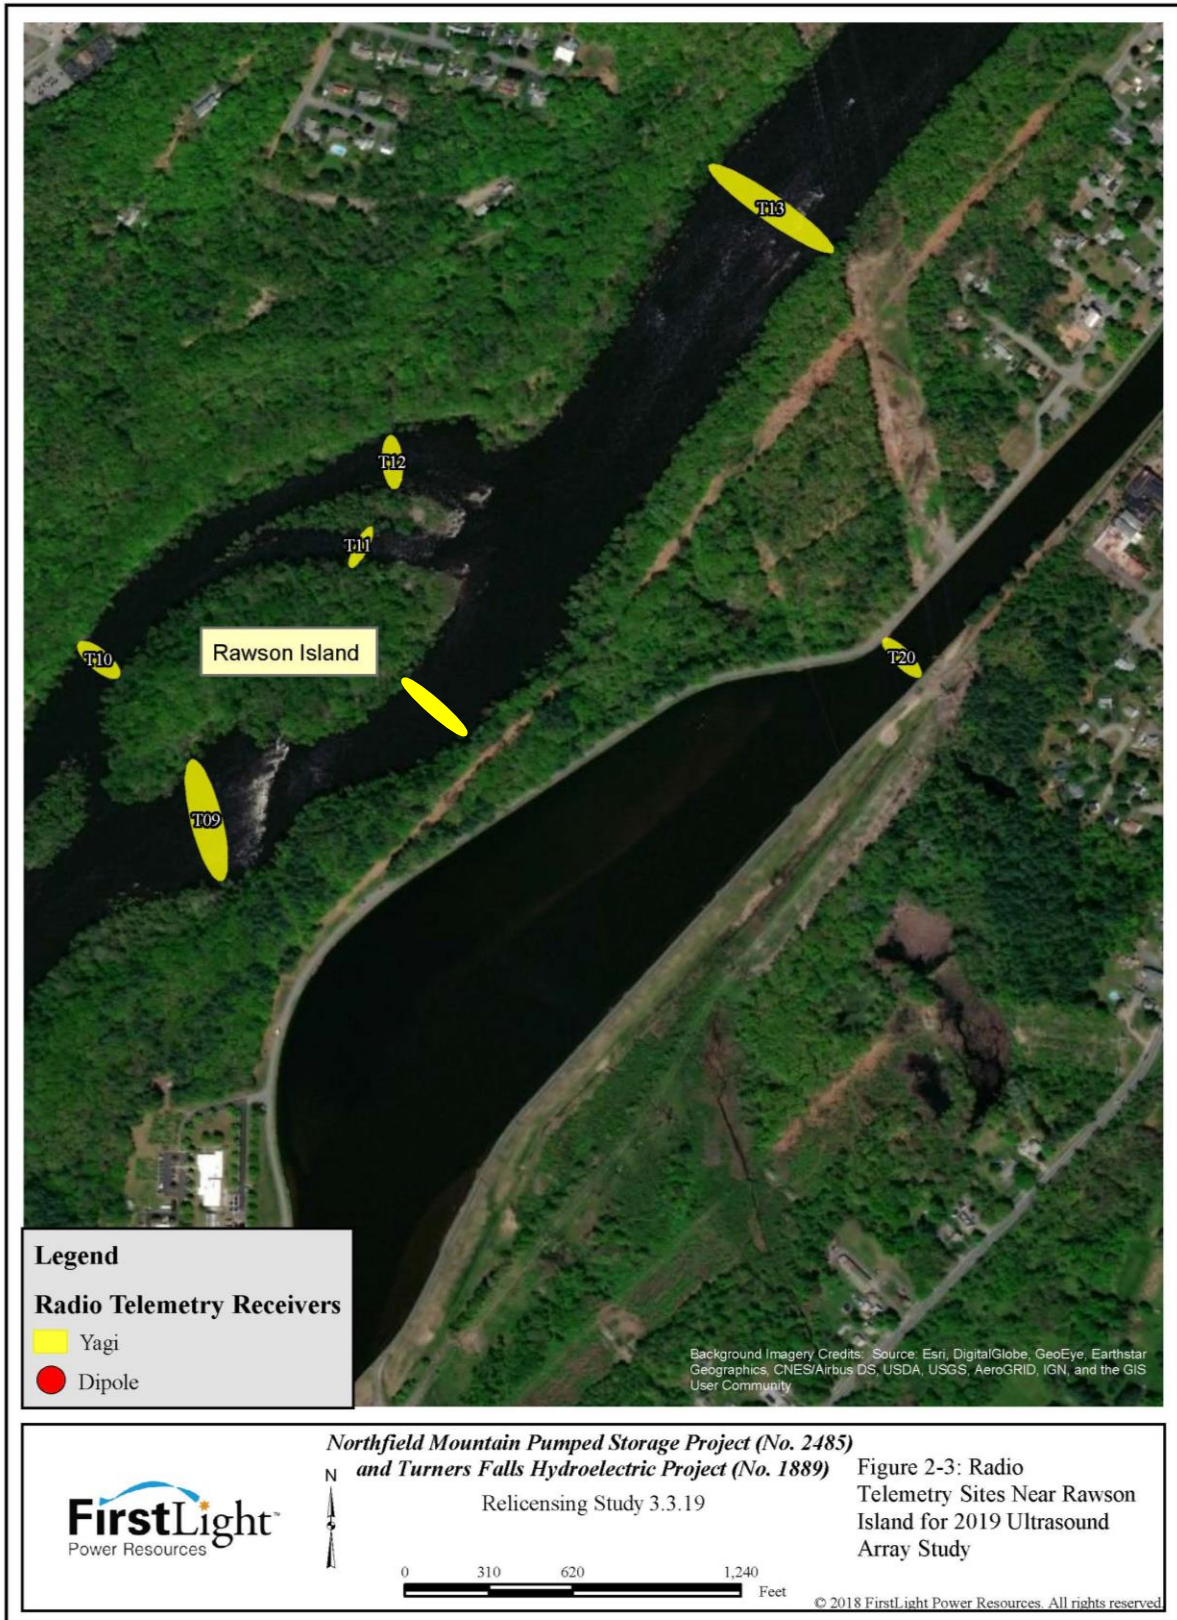 T13
T12
T11
Rawson Island
T10
T20
T09
Legend
Radio Telemetry Receivers
Yagi
Dipole
Background Imagery Credits: Source: Esri, DigitalGlobe, GeoEye, Earthstar
Geographics, CNES/Airbus DS, USDA, USGS, AeroGRID, IGN, and the GIS
User Community
FirstLight™
Power Resources
Northfield Mountain Pumped Storage Project (No. 2485)
and Turners Falls Hydroelectric Project (No. 1889)
Relicensing Study 3.3.19
N
0 310 620 1,240
Feet
Figure 2-3: Radio
Telemetry Sites Near Rawson
Island for 2019 Ultrasound
Array Study
© 2018 FirstLight Power Resources. All rights reserved.